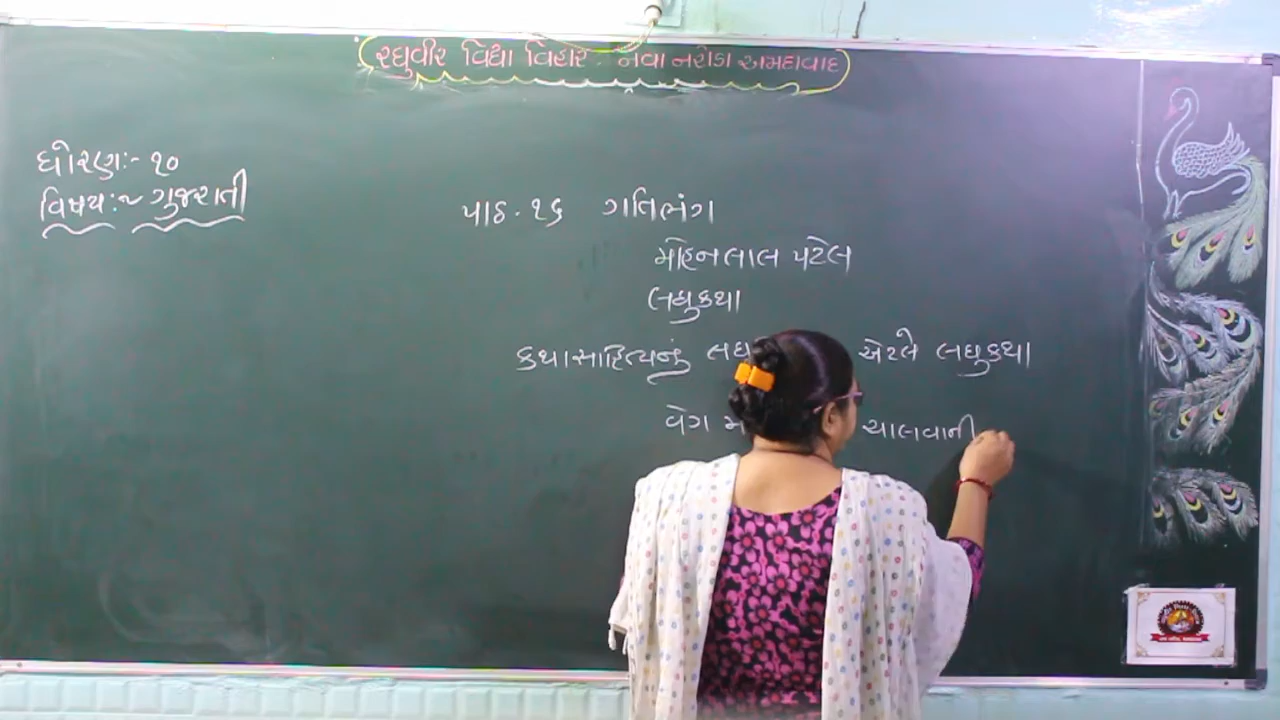 રઘુવીર વિદ્યા વિહાર. નવા નરોડા અમદાવાદ
ધોરણ:- ૧૦
વિષય:~ ગુજરાતી
પાઠ. ૧૬ ગતિભંગ
મોહનલાલ પટેલ
લઘુકથા
કથાસાહિત્યનું એટલે લઘુકથા
વેગ ચાલવાની